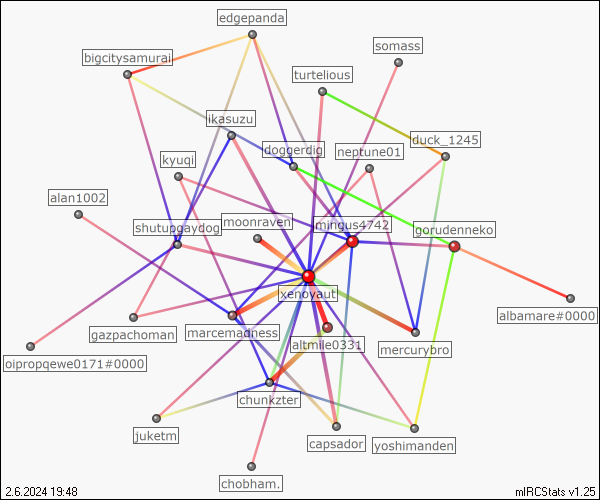 edgepanda
somass
bigcitysamurai
turtelious
ikasuzu
duck_1245
doggerdig
neptune01
kyuqi
alan1002
moonraven
mingus4742
shutupgaydog
gorudenneko
xenoyaut
albamare#0000
gazpachoman
marcemadness
altmile0331
mercurybro
oipropqewe0171#0000
chunkzter
juketm
capsador
yoshimanden
chobham.
2.6.2024 19:48
mIRCStats v1.25